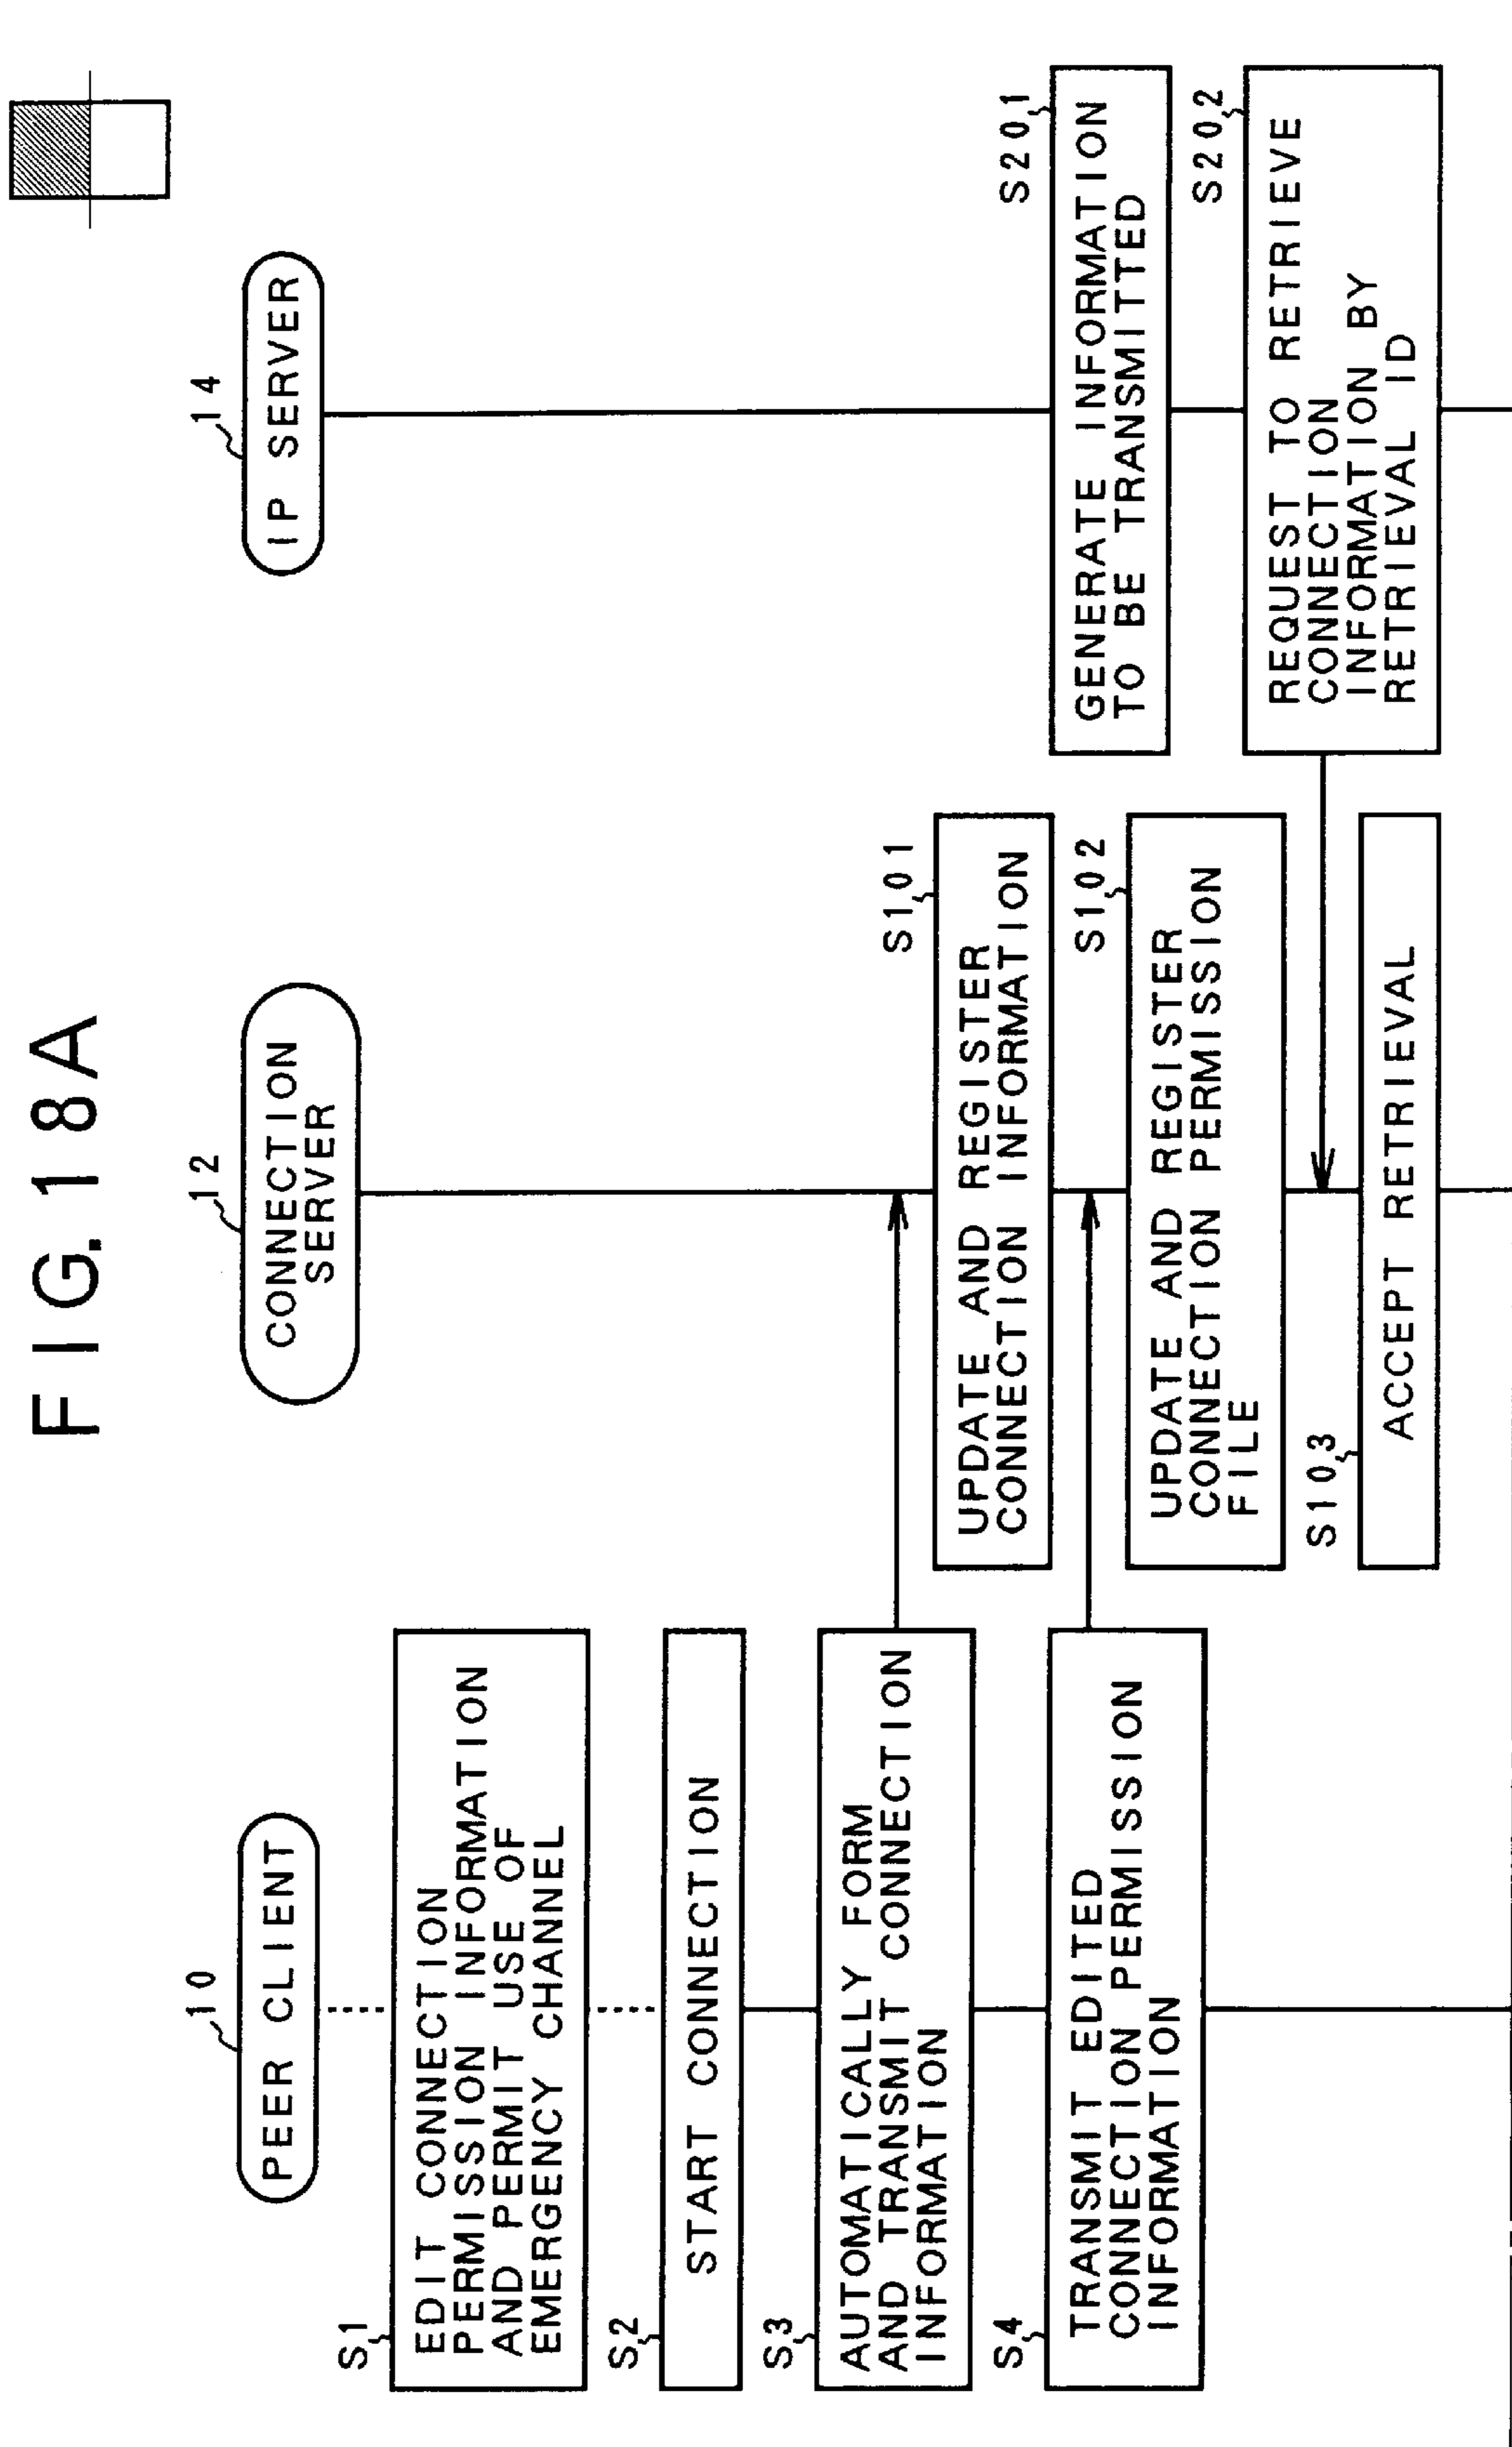 FIG. 18A
10
PEER CLIENT
S1
EDIT CONNECTION
PERMISSION INFORMATION
AND PERMIT USE OF
EMERGENCY CHANNEL
S2
START CONNECTION
S3
AUTOMATICALLY FORM
AND TRANSMIT CONNECTION
INFORMATION
S4
TRANSMIT EDITED
CONNECTION PERMISSION
INFORMATION
12
CONNECTION
SERVER
S101
UPDATE AND REGISTER
CONNECTION INFORMATION
S102
UPDATE AND REGISTER
CONNECTION PERMISSION
FILE
S103
ACCEPT RETRIEVAL
14
IP SERVER
S201
GENERATE INFORMATION
TO BE TRANSMITTED
S202
REQUEST TO RETRIEVE
CONNECTION
INFORMATION BY
RETRIEVAL ID